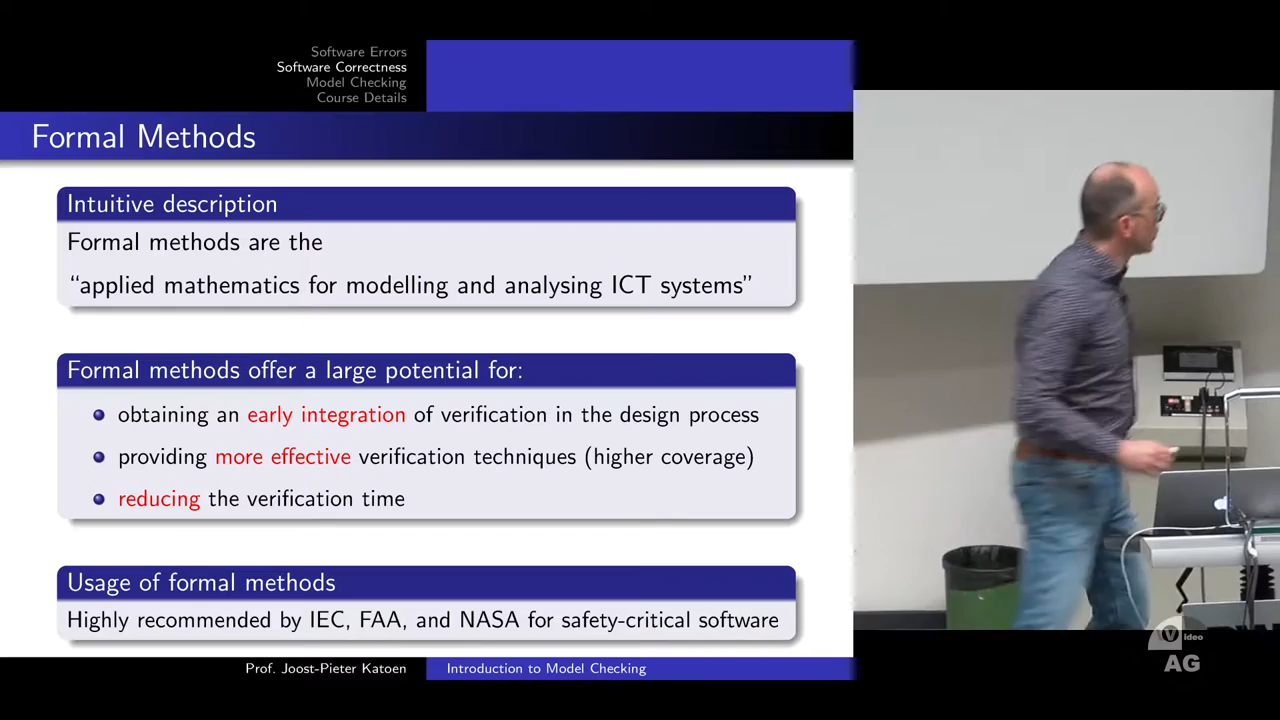 Software Errors
Software Correctness
Model Checking
Course Details
Formal Methods
Intuitive description
Formal methods are the
“applied mathematics for modelling and analysing ICT systems”
Formal methods offer a large potential for:
obtaining an early integration of verification in the design process
providing more effective verification techniques (higher coverage)
reducing the verification time
Usage of formal methods
Highly recommended by IEC, FAA, and NASA for safety-critical software
Prof. Joost-Pieter Katoen
Introduction to Model Checking
Video
AG